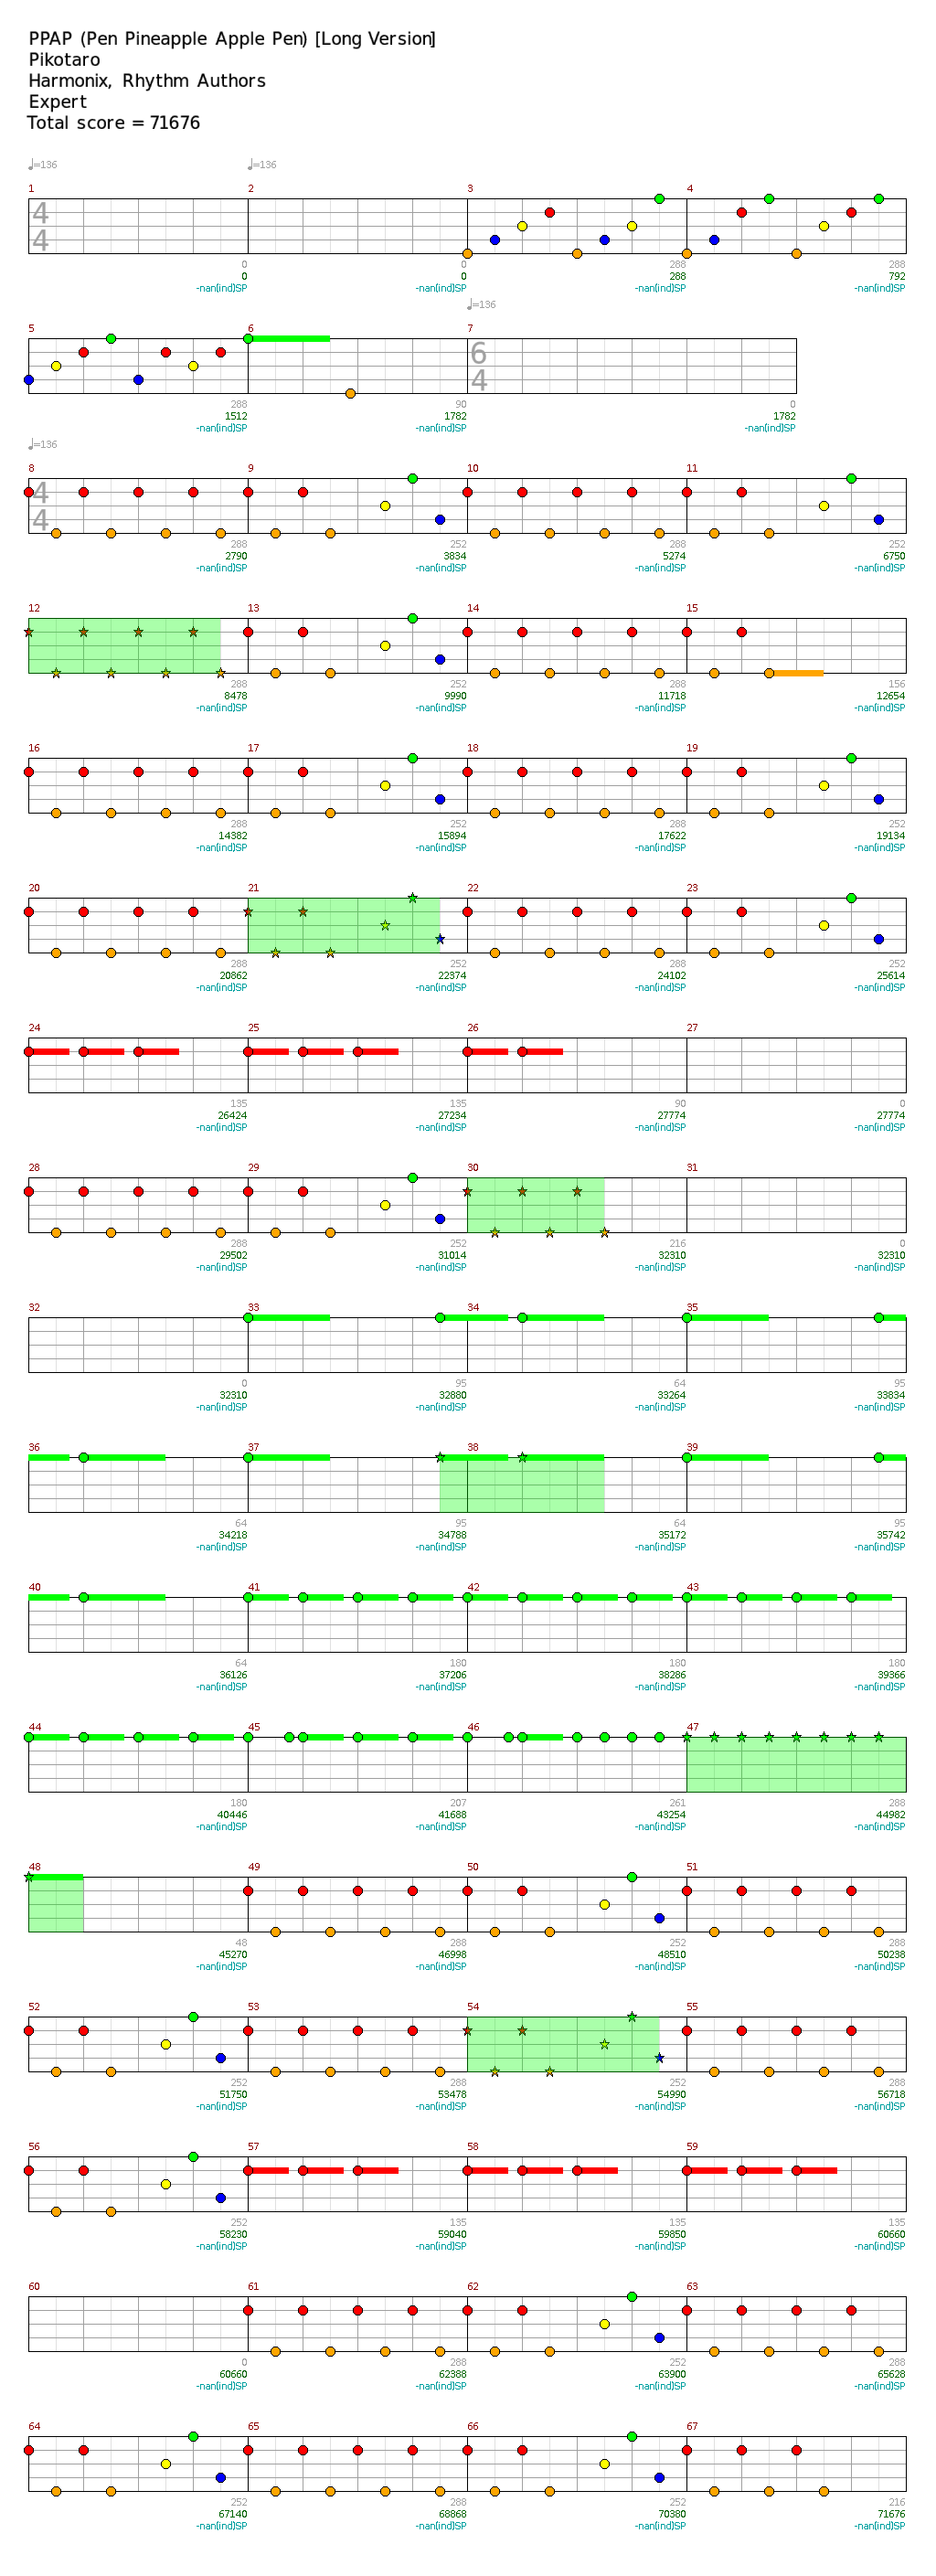 PPAP (Pen Pineapple Apple Pen) [Long Version]
Pikotaro
Harmonix, Rhythm Authors
Expert
Total score = 71676
♩=136 ♩=136
1 2 3 4
4
4
0 0 288 288
0 0 288 792
-nan(ind)SP -nan(ind)SP -nan(ind)SP -nan(ind)SP
♩=136
5 6 7
6
4
288 90 0
1512 1782 1782
-nan(ind)SP -nan(ind)SP -nan(ind)SP
♩=136
8 9 10 11
4
4
288 252 288 252
2790 3834 5274 6750
-nan(ind)SP -nan(ind)SP -nan(ind)SP -nan(ind)SP
12 13 14 15
288 252 288 156
8478 9990 11718 12654
-nan(ind)SP -nan(ind)SP -nan(ind)SP -nan(ind)SP
16 17 18 19
288 252 288 252
14382 15894 17622 19134
-nan(ind)SP -nan(ind)SP -nan(ind)SP -nan(ind)SP
20 21 22 23
288 252 288 252
20862 22374 24102 25614
-nan(ind)SP -nan(ind)SP -nan(ind)SP -nan(ind)SP
24 25 26 27
135 135 90 0
26424 27234 27774 27774
-nan(ind)SP -nan(ind)SP -nan(ind)SP -nan(ind)SP
28 29 30 31
288 252 216 0
29502 31014 32310 32310
-nan(ind)SP -nan(ind)SP -nan(ind)SP -nan(ind)SP
32 33 34 35
0 95 64 95
32310 32880 33264 33834
-nan(ind)SP -nan(ind)SP -nan(ind)SP -nan(ind)SP
36 37 38 39
64 95 64 95
34218 34788 35172 35742
-nan(ind)SP -nan(ind)SP -nan(ind)SP -nan(ind)SP
40 41 42 43
64 180 180 180
36126 37206 38286 39366
-nan(ind)SP -nan(ind)SP -nan(ind)SP -nan(ind)SP
44 45 46 47
180 207 261 288
40446 41688 43254 44982
-nan(ind)SP -nan(ind)SP -nan(ind)SP -nan(ind)SP
48 49 50 51
48 288 252 288
45270 46998 48510 50238
-nan(ind)SP -nan(ind)SP -nan(ind)SP -nan(ind)SP
52 53 54 55
252 288 252 288
51750 53478 54990 56718
-nan(ind)SP -nan(ind)SP -nan(ind)SP -nan(ind)SP
56 57 58 59
252 135 135 135
58230 59040 59850 60660
-nan(ind)SP -nan(ind)SP -nan(ind)SP -nan(ind)SP
60 61 62 63
0 288 252 288
60660 62388 63900 65628
-nan(ind)SP -nan(ind)SP -nan(ind)SP -nan(ind)SP
64 65 66 67
252 288 252 216
67140 68868 70380 71676
-nan(ind)SP -nan(ind)SP -nan(ind)SP -nan(ind)SP